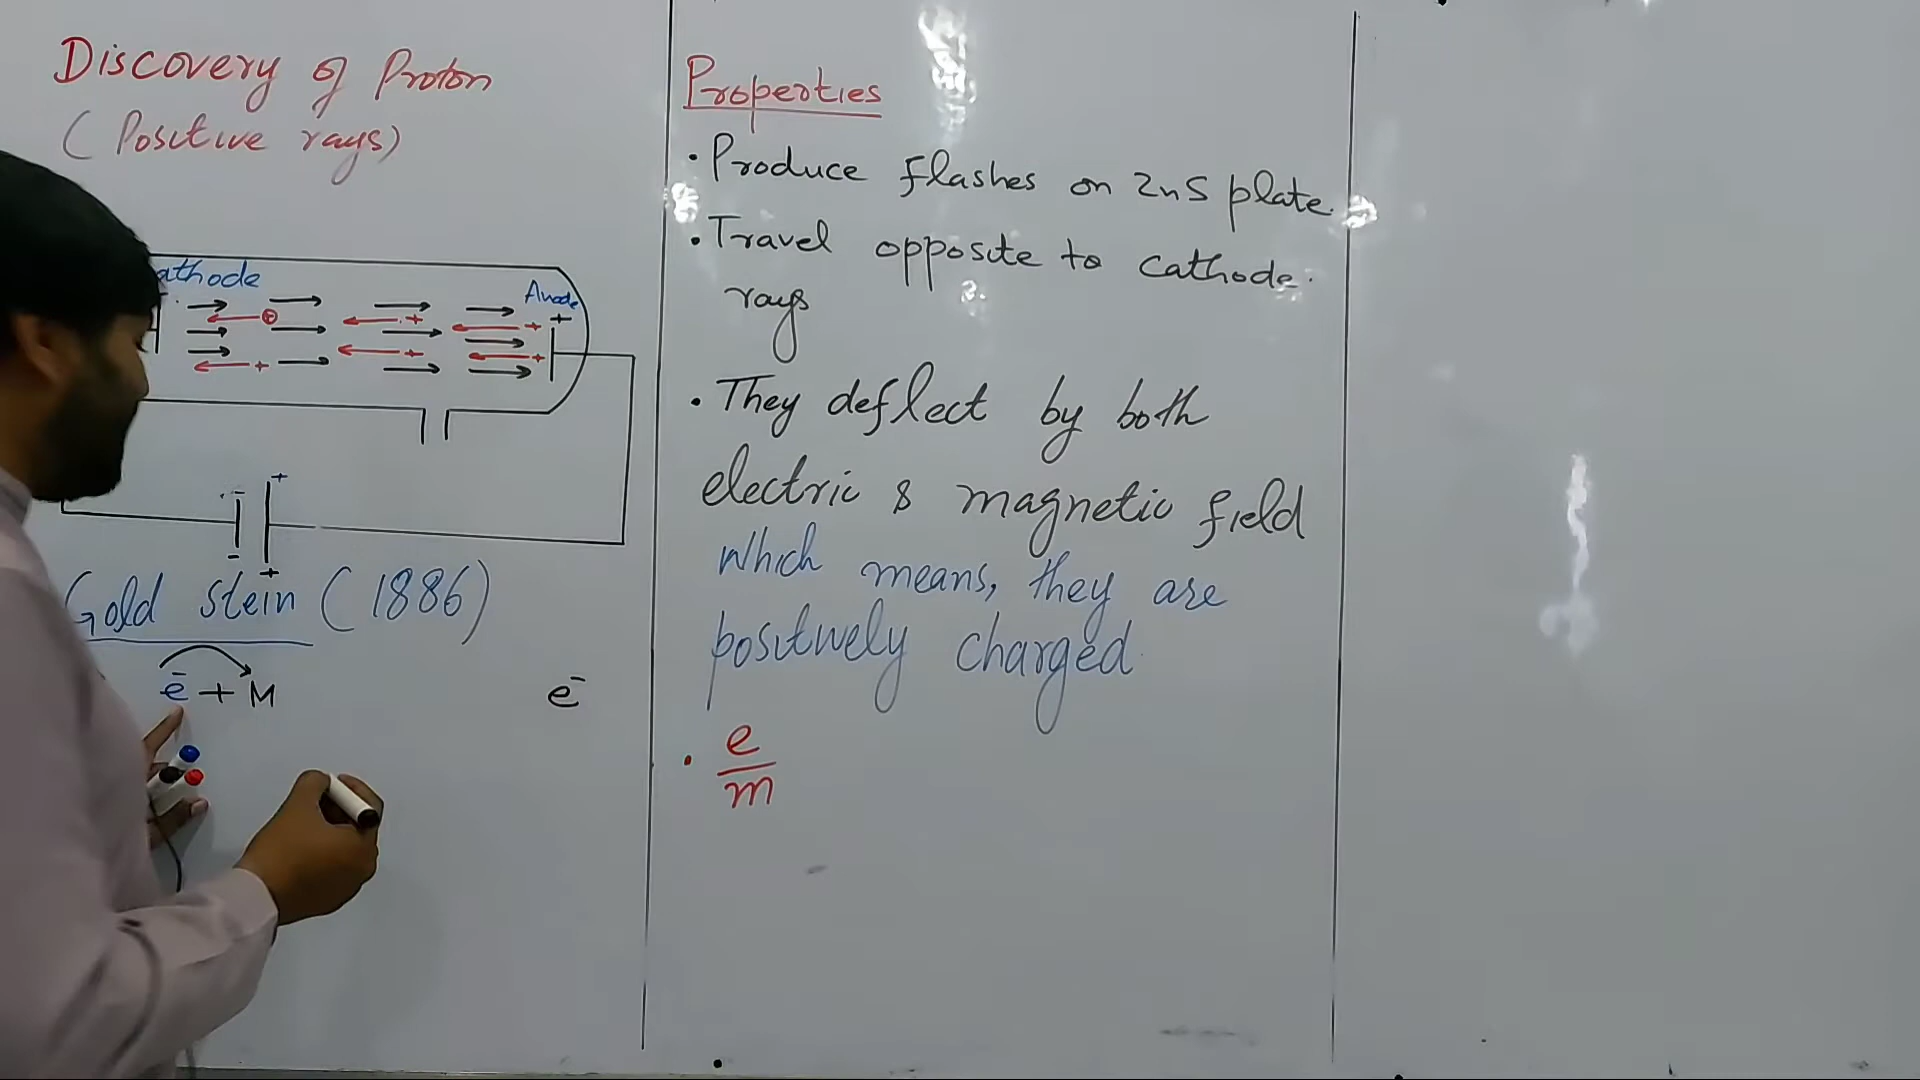 Discovery of Proton
(Positive rays)
athode
Anode
+
- +
- +
Gold stein (1886)
e⁻ + M
e⁻
Properties
• Produce flashes on ZnS plate.
• Travel opposite to cathode
rays
• They deflect by both
electric & magnetic field
which means, they are
positively charged.
• e
m